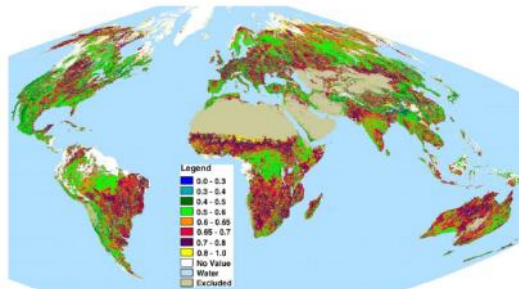 Legend
0.0 - 0.3
0.3 - 0.4
0.4 - 0.5
0.5 - 0.6
0.6 - 0.65
0.65 - 0.7
0.7 - 0.8
0.8 - 1.0
No Value
Water
Excluded